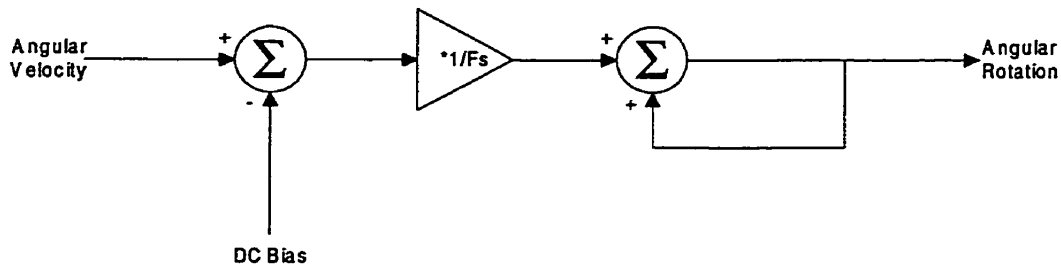 Angular
Velocity
+
Σ
-
DC Bias
*1/Fs
+
Σ
+
Angular
Rotation